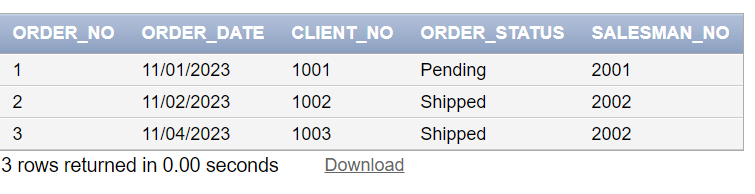 ORDER_NO ORDER_DATE CLIENT_NO ORDER_STATUS SALESMAN_NO
1 11/01/2023 1001 Pending 2001
2 11/02/2023 1002 Shipped 2002
3 11/04/2023 1003 Shipped 2002
3 rows returned in 0.00 seconds Download